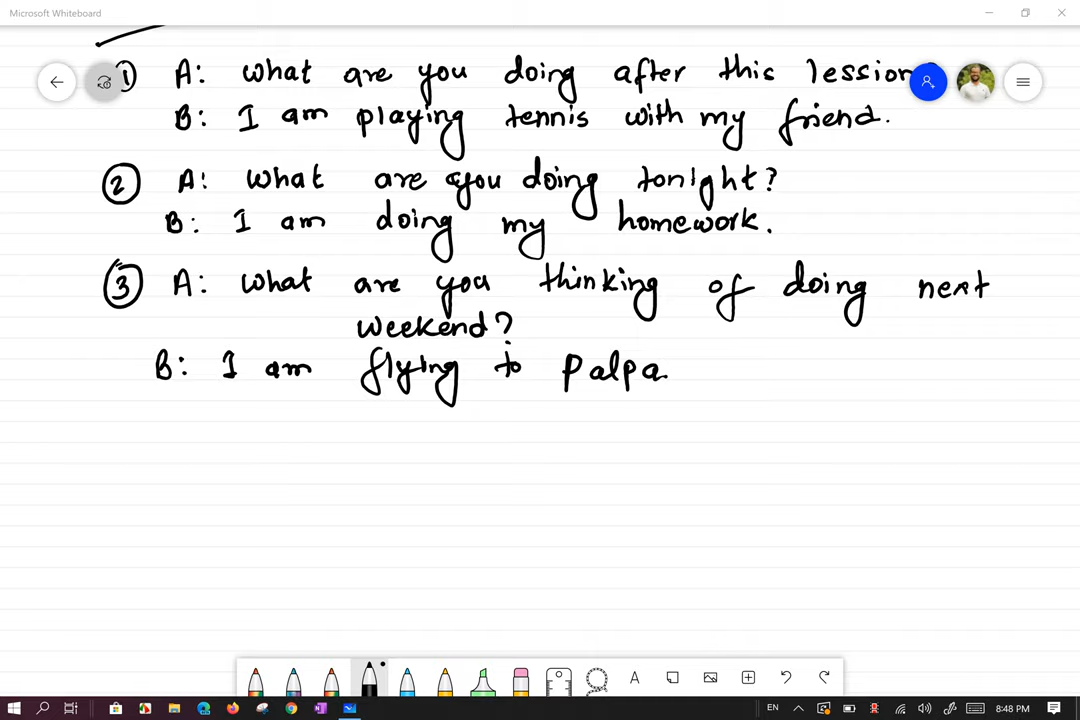 Microsoft Whiteboard
① A: What are you doing after this lession?
B: I am playing tennis with my friend.
② A: What are you doing tonight?
B: I am doing my homework.
③ A: What are you thinking of doing next
weekend?
B: I am flying to Palpa.
A
EN
8:48 PM